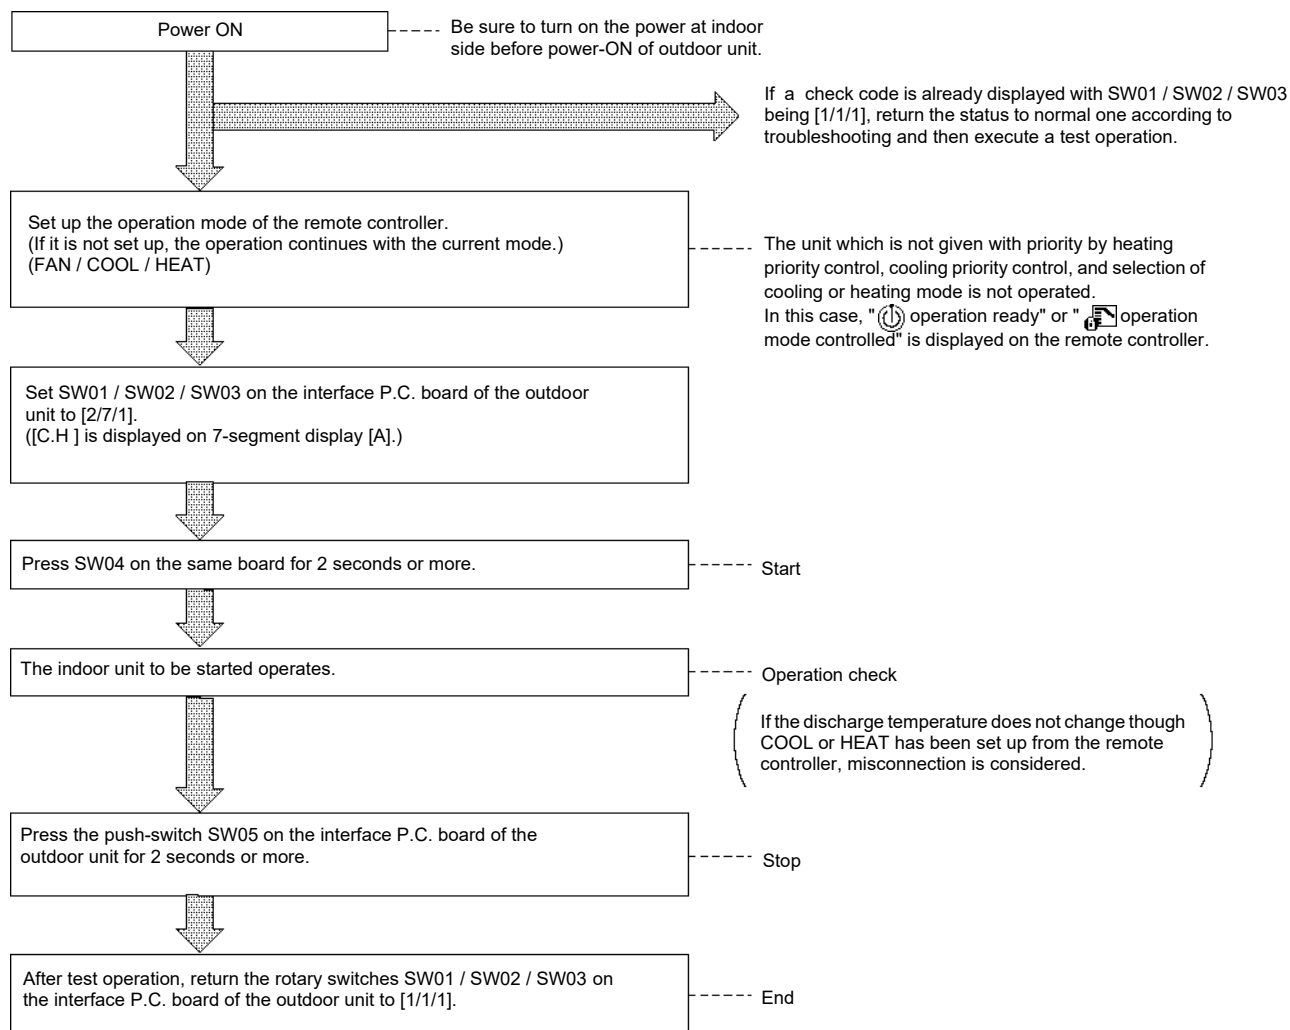 Power ON
Be sure to turn on the power at indoor
side before power-ON of outdoor unit.
If a check code is already displayed with SW01 / SW02 / SW03
being [1/1/1], return the status to normal one according to
troubleshooting and then execute a test operation.
Set up the operation mode of the remote controller.
(If it is not set up, the operation continues with the current mode.)
(FAN / COOL / HEAT)
The unit which is not given with priority by heating
priority control, cooling priority control, and selection of
cooling or heating mode is not operated.
In this case, " operation ready" or " operation
mode controlled" is displayed on the remote controller.
Set SW01 / SW02 / SW03 on the interface P.C. board of the outdoor
unit to [2/7/1].
([C.H ] is displayed on 7-segment display [A].)
Press SW04 on the same board for 2 seconds or more.
Start
The indoor unit to be started operates.
Operation check
If the discharge temperature does not change though
COOL or HEAT has been set up from the remote
controller, misconnection is considered.
Press the push-switch SW05 on the interface P.C. board of the
outdoor unit for 2 seconds or more.
Stop
After test operation, return the rotary switches SW01 / SW02 / SW03 on
the interface P.C. board of the outdoor unit to [1/1/1].
End